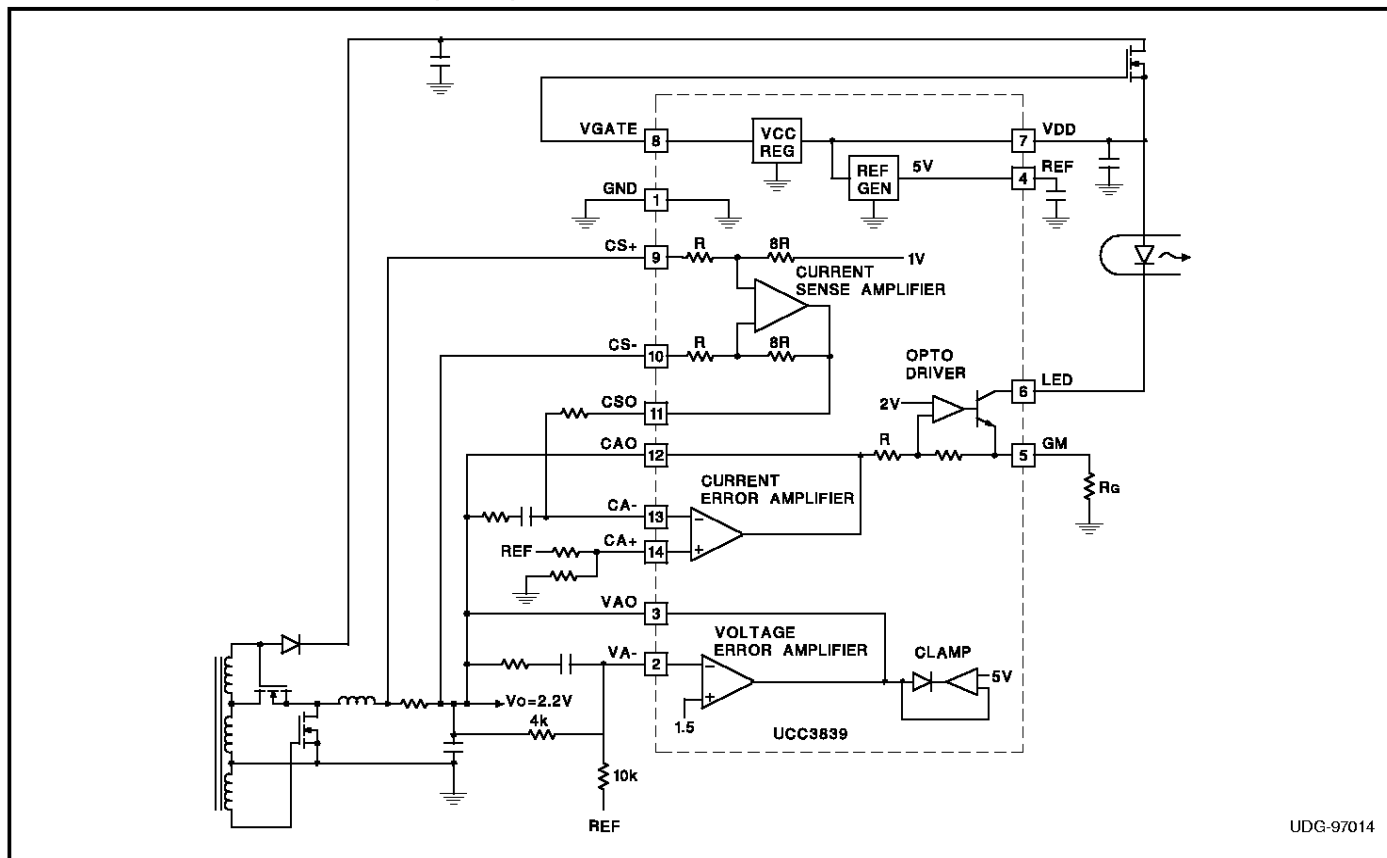 VGATE
8
VCC
REG
7
VDD
REF
GEN
5V
4
REF
GND
1
CS+
9
R
8R
1V
CURRENT
SENSE AMPLIFIER
CS-
10
R
8R
OPTO
DRIVER
CSO
11
2V
6
LED
CAO
12
R
5
GM
RG
CURRENT
ERROR AMPLIFIER
CA-
13
-
REF
CA+
14
+
VAO
3
VOLTAGE
ERROR AMPLIFIER
VA-
2
-
+
CLAMP
5V
Vo=2.2V
4k
1.5
UCC3839
10k
REF
UDG-97014